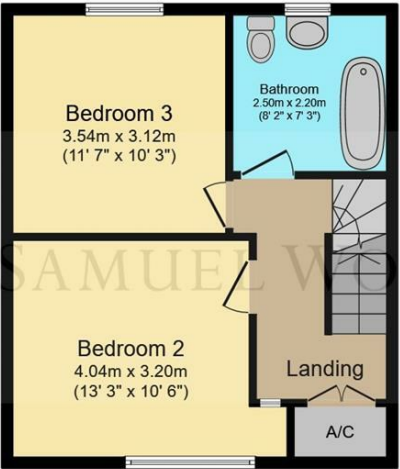 Bedroom 3
3.54m x 3.12m
(11' 7" x 10' 3")
Bathroom
2.50m x 2.20m
(8' 2" x 7' 3")
SAMUEL WO
Bedroom 2
4.04m x 3.20m
(13' 3" x 10' 6")
Landing
A/C